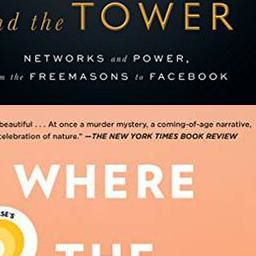 nd the TOWER
NETWORKS and POWER,
m the FREEMASONS to FACEBOOK
beautiful . . . At once a murder mystery, a coming-of-age narrative,
celebration of nature." —THE NEW YORK TIMES BOOK REVIEW
WHERE
SE'S
THE